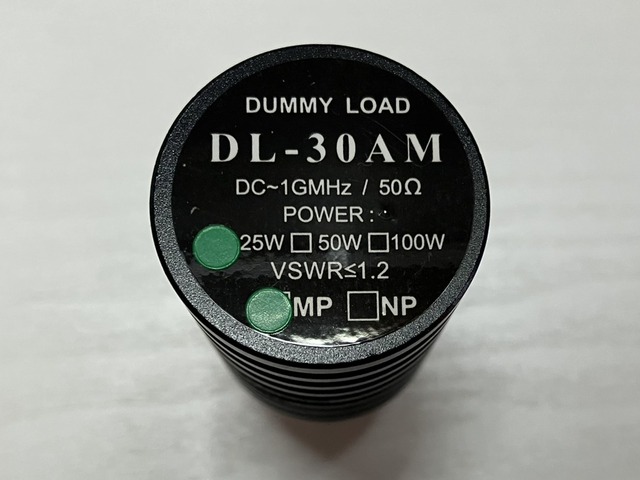 DUMMY LOAD
DL-30AM
DC~1GMHz / 50Ω
POWER :
25W □ 50W □ 100W
VSWR≤1.2
MP □ NP